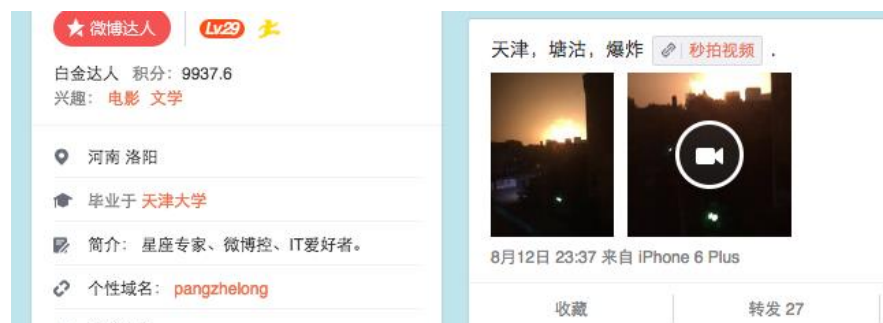 微博达人 Lv.29
白金达人 积分：9937.6
兴趣： 电影 文学
河南 洛阳
毕业于 天津大学
简介： 星座专家、微博控、IT爱好者。
个性域名： pangzhelong
天津，塘沽，爆炸 秒拍视频 .
8月12日 23:37 来自 iPhone 6 Plus
收藏 转发 27